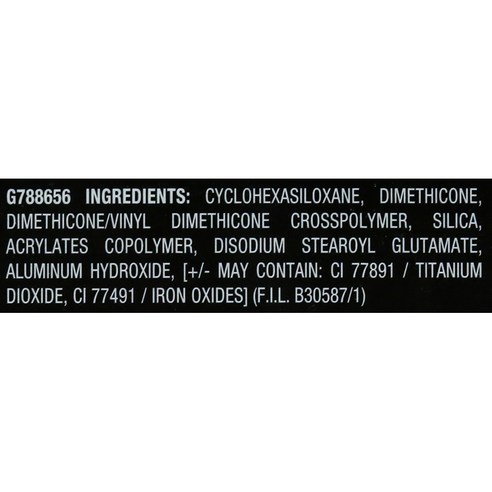 G788656 INGREDIENTS: CYCLOHEXASILOXANE, DIMETHICONE,
DIMETHICONE/VINYL DIMETHICONE CROSSPOLYMER, SILICA,
ACRYLATES COPOLYMER, DISODIUM STEAROYL GLUTAMATE,
ALUMINUM HYDROXIDE, [+/- MAY CONTAIN: CI 77891 / TITANIUM
DIOXIDE, CI 77491 / IRON OXIDES] (F.I.L. B30587/1)